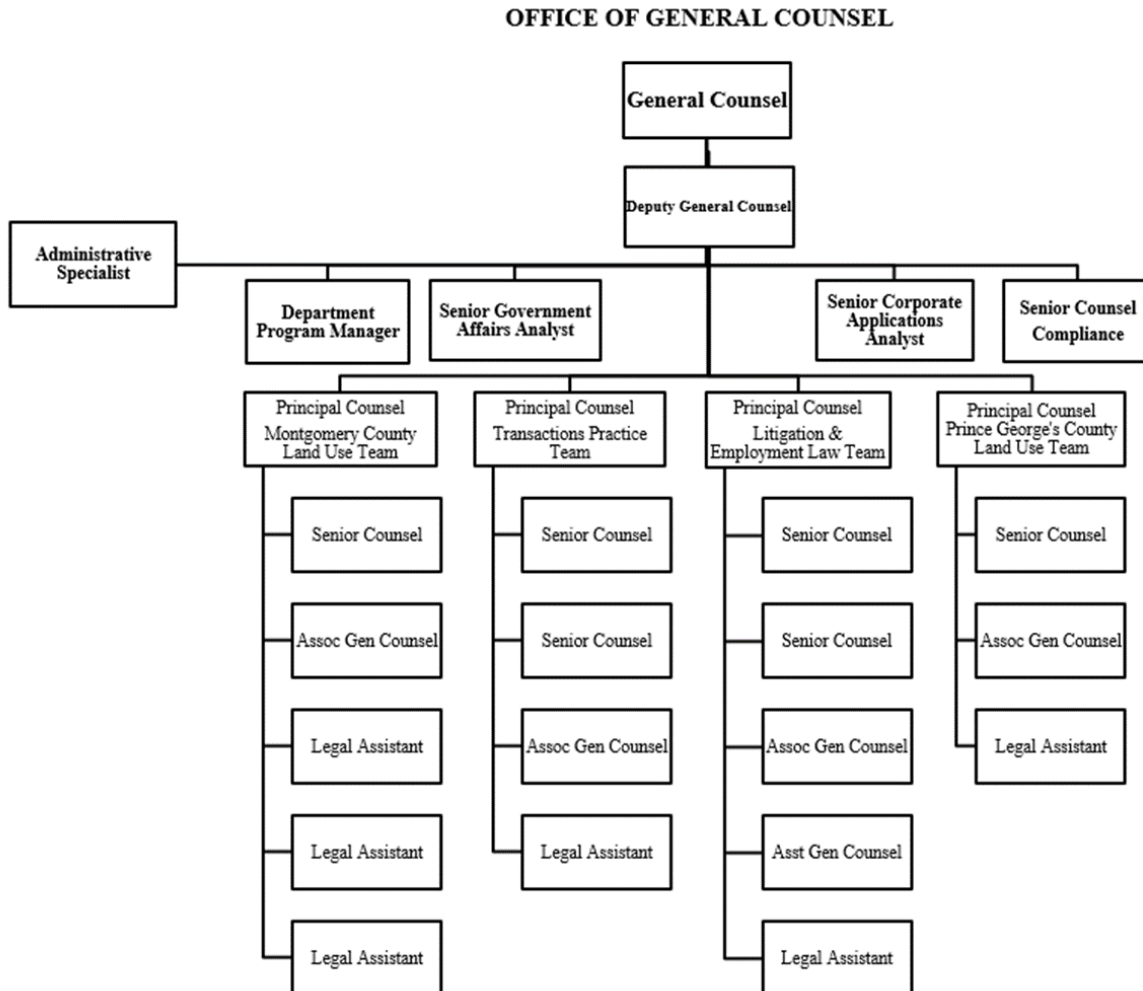 OFFICE OF GENERAL COUNSEL
General Counsel
Deputy General Counsel
Administrative
Specialist
Department
Program Manager
Senior Government
Affairs Analyst
Senior Corporate
Applications
Analyst
Senior Counsel
Compliance
Principal Counsel
Montgomery County
Land Use Team
Principal Counsel
Transactions Practice
Team
Principal Counsel
Litigation &
Employment Law Team
Principal Counsel
Prince George's County
Land Use Team
Senior Counsel
Assoc Gen Counsel
Legal Assistant
Legal Assistant
Legal Assistant
Senior Counsel
Senior Counsel
Assoc Gen Counsel
Legal Assistant
Senior Counsel
Senior Counsel
Assoc Gen Counsel
Asst Gen Counsel
Legal Assistant
Senior Counsel
Assoc Gen Counsel
Legal Assistant